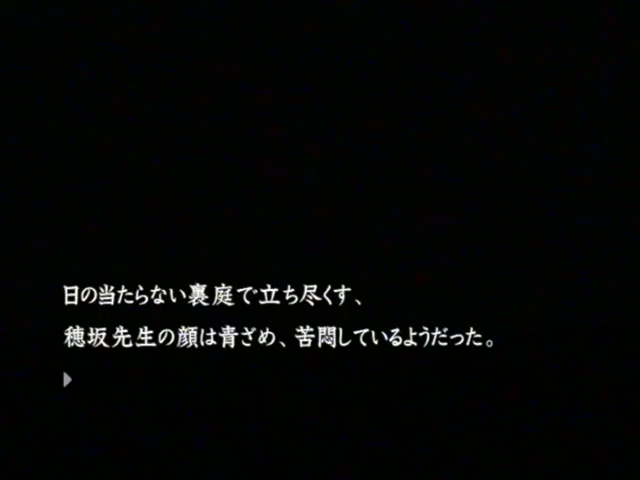 日の当たらない裏庭で立ち尽くす、
穂坂先生の顔は青ざめ、苦悶しているようだった。